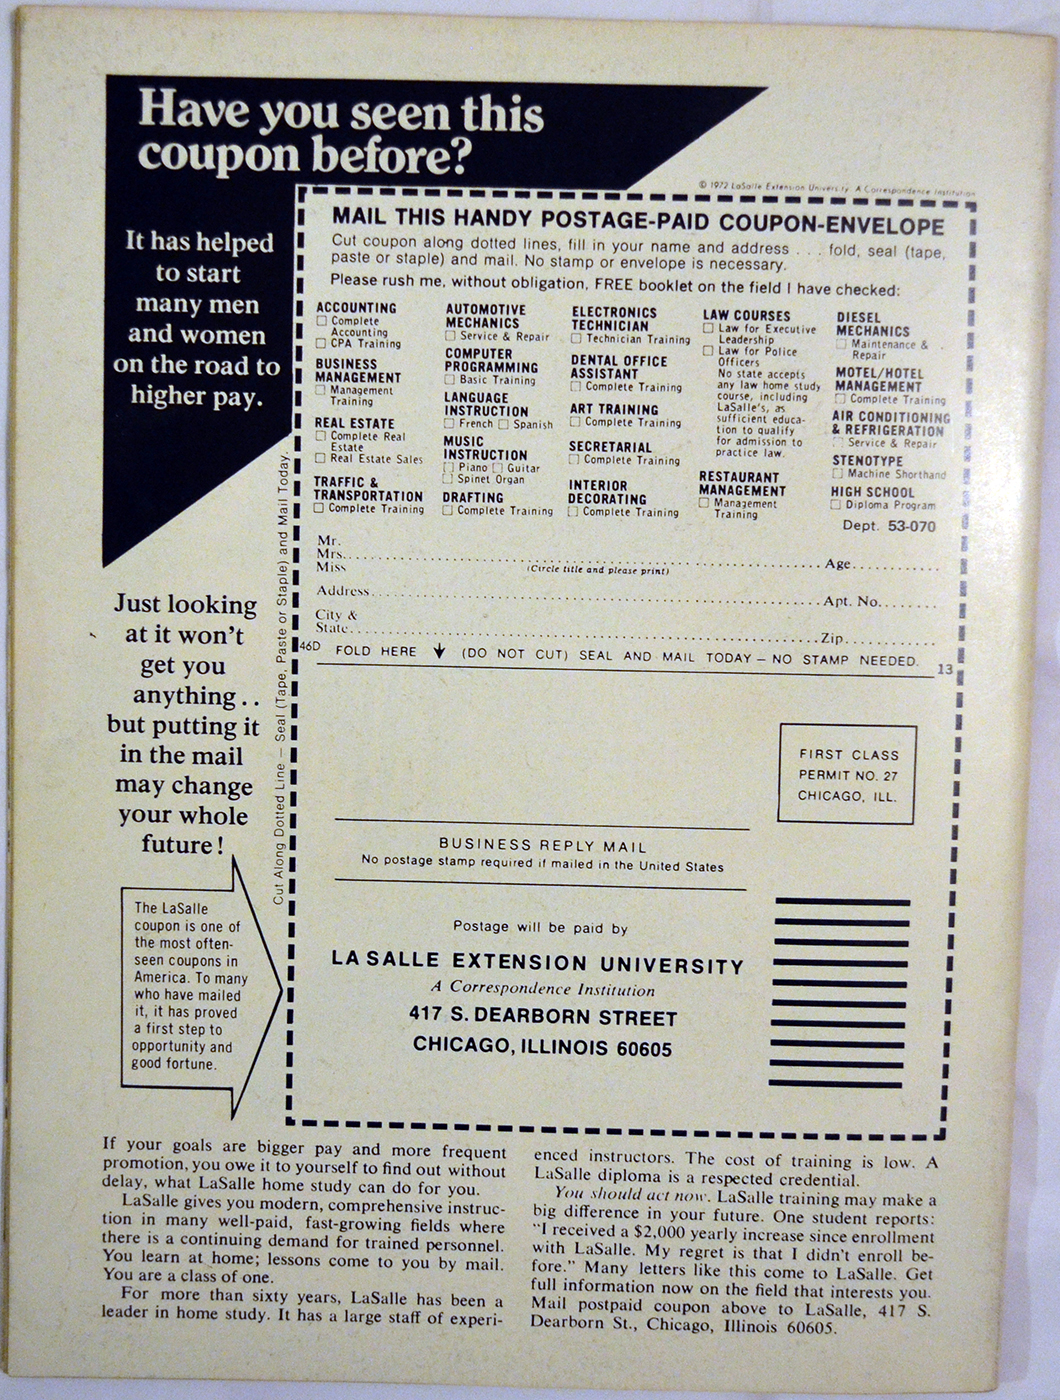 Have you seen this
coupon before?
It has helped
to start
many men
and women
on the road to
higher pay.
Just looking
at it won't
get you
anything . .
but putting it
in the mail
may change
your whole
future!
The LaSalle
coupon is one of
the most often-
seen coupons in
America. To many
who have mailed
it, it has proved
a first step to
opportunity and
good fortune.
© 1972 LaSalle Extension University A Correspondence Institution
MAIL THIS HANDY POSTAGE-PAID COUPON-ENVELOPE
Cut coupon along dotted lines, fill in your name and address . . . fold, seal (tape,
paste or staple) and mail. No stamp or envelope is necessary.
Please rush me, without obligation, FREE booklet on the field I have checked:
ACCOUNTING
☐ Complete
Accounting
☐ CPA Training
BUSINESS
MANAGEMENT
☐ Management
Training
REAL ESTATE
☐ Complete Real
Estate
☐ Real Estate Sales
TRAFFIC &
TRANSPORTATION
☐ Complete Training
AUTOMOTIVE
MECHANICS
☐ Service & Repair
COMPUTER
PROGRAMMING
☐ Basic Training
LANGUAGE
INSTRUCTION
☐ French ☐ Spanish
MUSIC
INSTRUCTION
☐ Piano ☐ Guitar
☐ Spinet Organ
DRAFTING
☐ Complete Training
ELECTRONICS
TECHNICIAN
☐ Technician Training
DENTAL OFFICE
ASSISTANT
☐ Complete Training
ART TRAINING
☐ Complete Training
SECRETARIAL
☐ Complete Training
INTERIOR
DECORATING
☐ Complete Training
LAW COURSES
☐ Law for Executive
Leadership
☐ Law for Police
Officers
No state accepts
any law home study
course, including
LaSalle's, as
sufficient educa-
tion to qualify
for admission to
practice law.
RESTAURANT
MANAGEMENT
☐ Management
Training
DIESEL
MECHANICS
☐ Maintenance &
Repair
MOTEL/HOTEL
MANAGEMENT
☐ Complete Training
AIR CONDITIONING
& REFRIGERATION
☐ Service & Repair
STENOTYPE
☐ Machine Shorthand
HIGH SCHOOL
☐ Diploma Program
Dept. 53-070
Mr.
Mrs. Age
Miss (Circle title and please print)
Address Apt. No.
City &
State Zip
46D FOLD HERE ↓ (DO NOT CUT) SEAL AND MAIL TODAY — NO STAMP NEEDED. 13
Cut Along Dotted Line — Seal (Tape, Paste or Staple) and Mail Today.
FIRST CLASS
PERMIT NO. 27
CHICAGO, ILL.
BUSINESS REPLY MAIL
No postage stamp required if mailed in the United States
Postage will be paid by
LA SALLE EXTENSION UNIVERSITY
A Correspondence Institution
417 S. DEARBORN STREET
CHICAGO, ILLINOIS 60605
If your goals are bigger pay and more frequent
promotion, you owe it to yourself to find out without
delay, what LaSalle home study can do for you.
LaSalle gives you modern, comprehensive instruc-
tion in many well-paid, fast-growing fields where
there is a continuing demand for trained personnel.
You learn at home; lessons come to you by mail.
You are a class of one.
For more than sixty years, LaSalle has been a
leader in home study. It has a large staff of experi-
enced instructors. The cost of training is low. A
LaSalle diploma is a respected credential.
You should act now. LaSalle training may make a
big difference in your future. One student reports:
"I received a $2,000 yearly increase since enrollment
with LaSalle. My regret is that I didn't enroll be-
fore." Many letters like this come to LaSalle. Get
full information now on the field that interests you.
Mail postpaid coupon above to LaSalle, 417 S.
Dearborn St., Chicago, Illinois 60605.